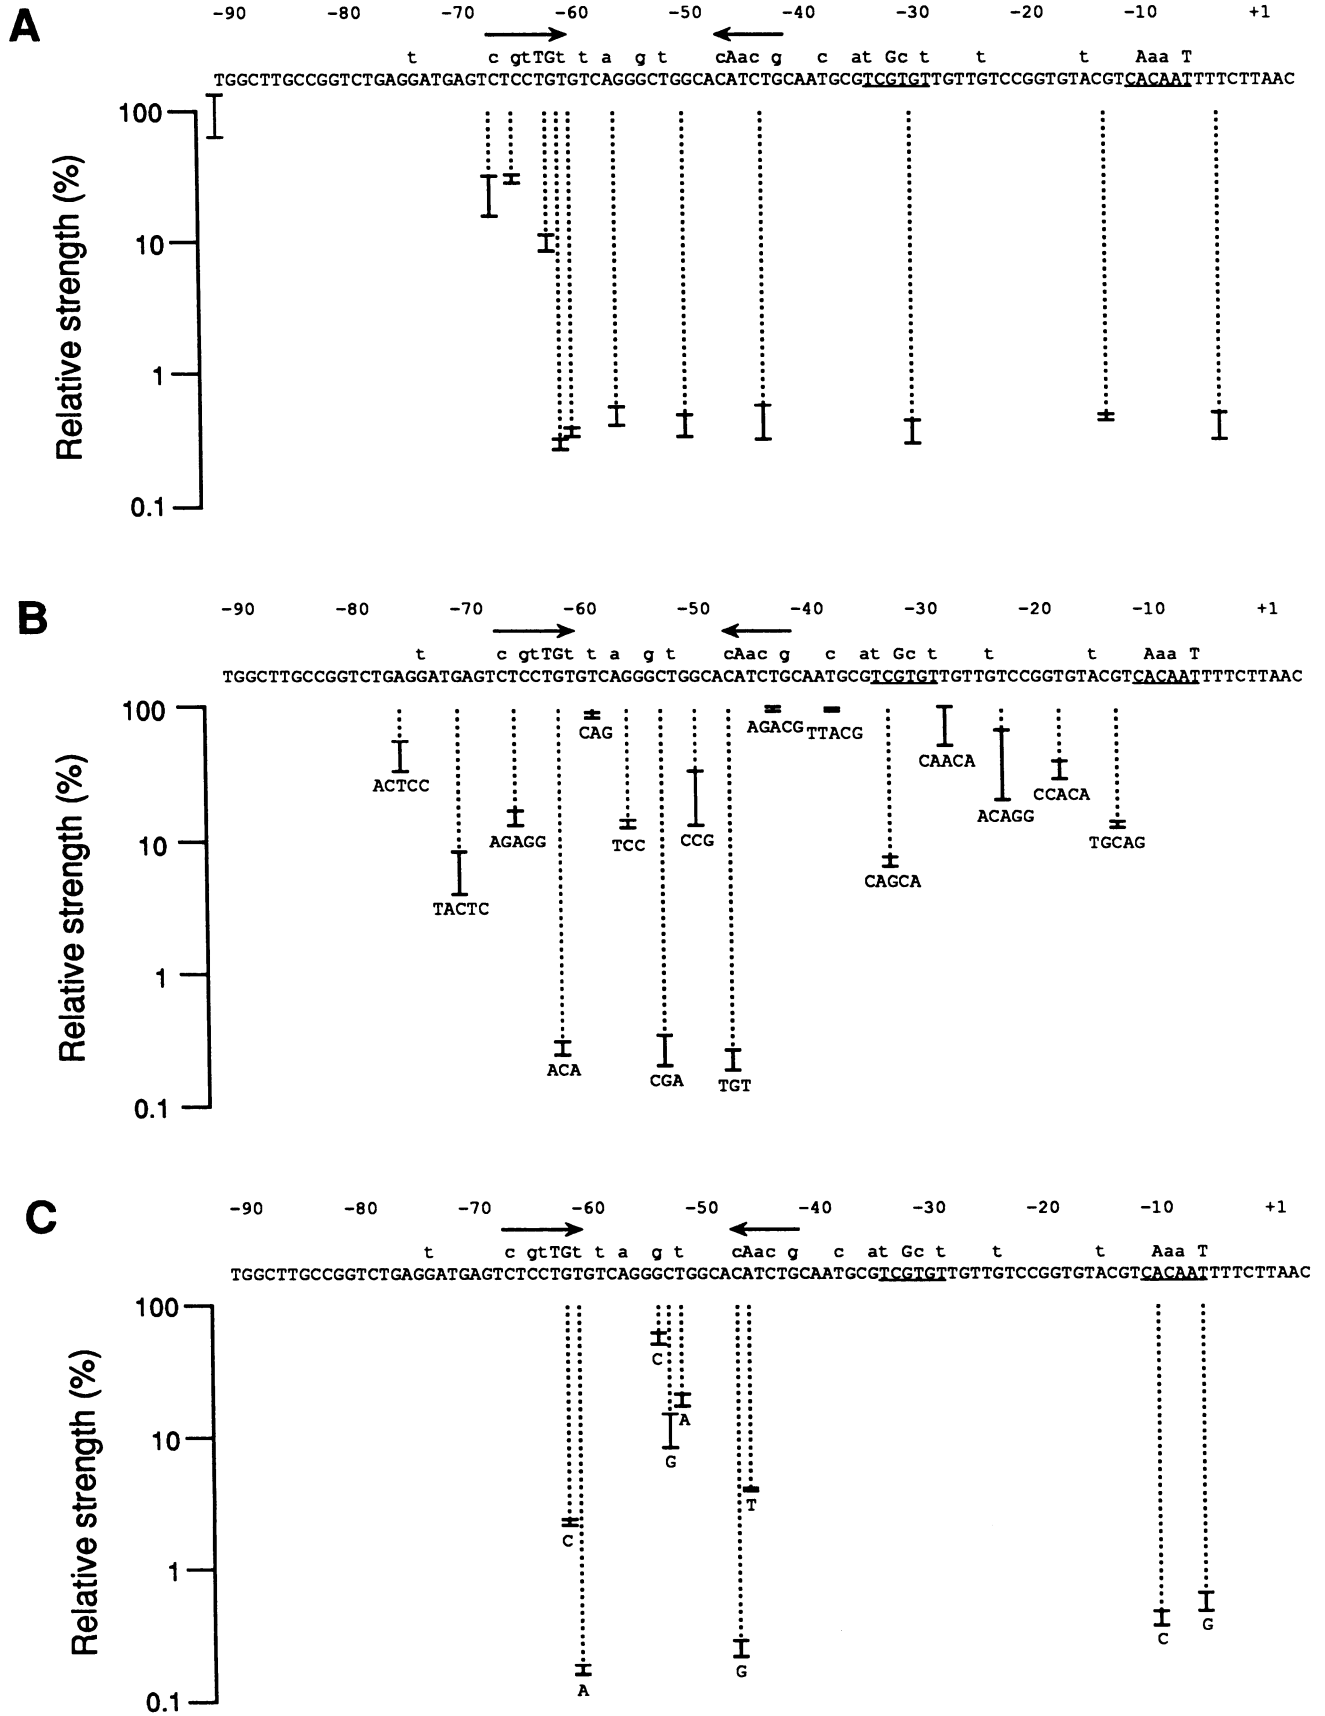 A
-90 -80 -70 -60 -50 -40 -30 -20 -10 +1
t c gtTGt t a g t cAac g c at Gc t t t Aaa T
TGGCTTGCCGGTCTGAGGATGAGTCTCCTGTGTCAGGGCTGGCACATCTGCAATGCGTCGTGTTGTTGTCCGGTGTACGTCACAATTTTCTTAAC
100
10
1
0.1
Relative strength (%)
B
-90 -80 -70 -60 -50 -40 -30 -20 -10 +1
t c gtTGt t a g t cAac g c at Gc t t t Aaa T
TGGCTTGCCGGTCTGAGGATGAGTCTCCTGTGTCAGGGCTGGCACATCTGCAATGCGTCGTGTTGTTGTCCGGTGTACGTCACAATTTTCTTAAC
100
10
1
0.1
Relative strength (%)
ACTCC
TACTC
AGAGG
ACA
CAG
TCC
CGA
CCG
TGT
AGACG
TTACG
CAGCA
CAACA
ACAGG
CCACA
TGCAG
C
-90 -80 -70 -60 -50 -40 -30 -20 -10 +1
t c gtTGt t a g t cAac g c at Gc t t t Aaa T
TGGCTTGCCGGTCTGAGGATGAGTCTCCTGTGTCAGGGCTGGCACATCTGCAATGCGTCGTGTTGTTGTCCGGTGTACGTCACAATTTTCTTAAC
100
10
1
0.1
Relative strength (%)
C
A
C
G
A
G
T
C
G